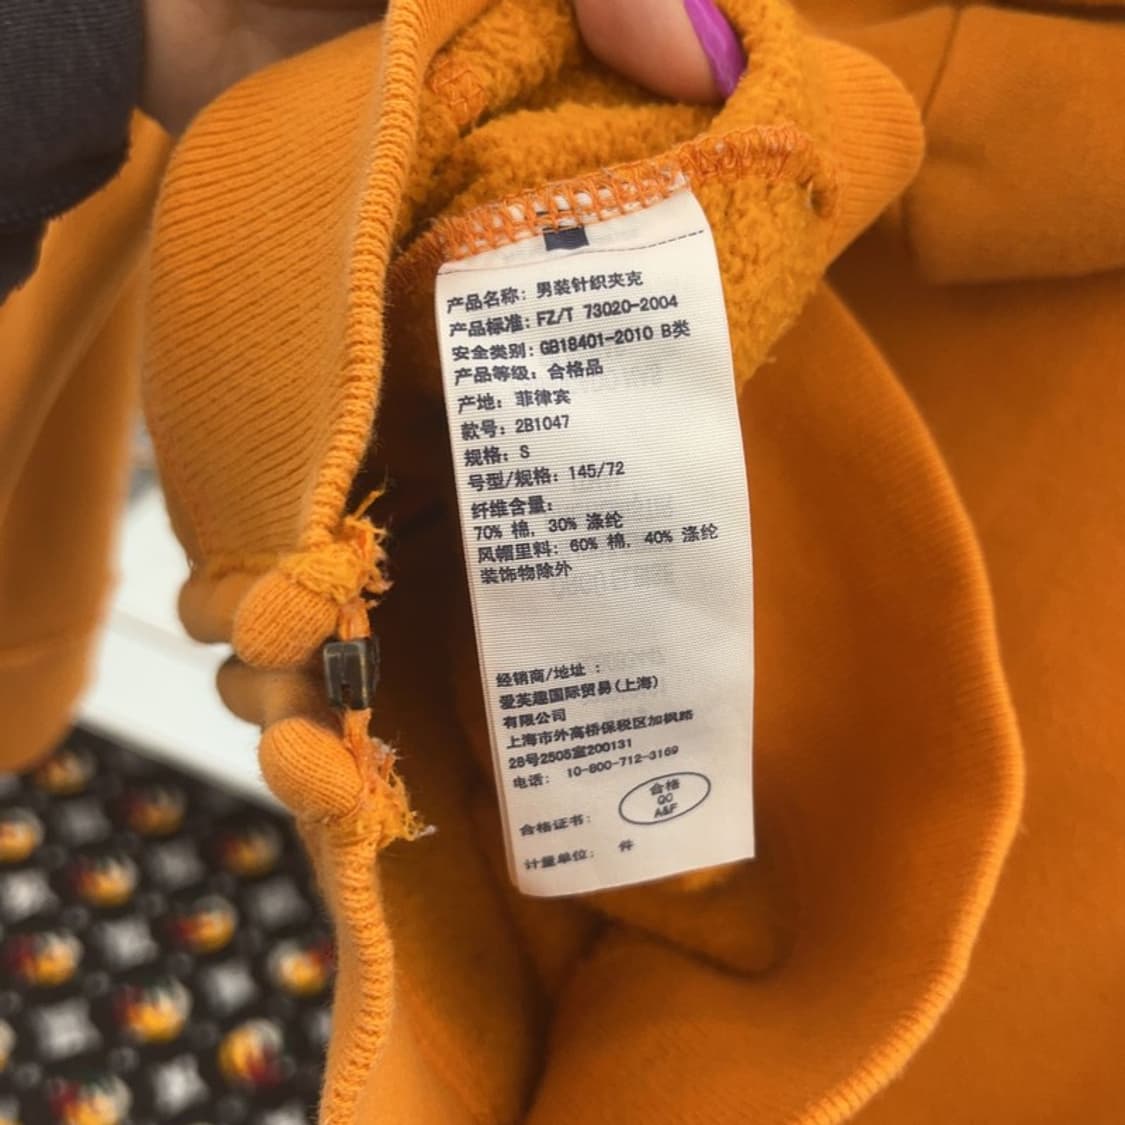 产品名称: 男装针织夹克
产品标准: FZ/T 73020-2004
安全类别: GB18401-2010 B类
产品等级: 合格品
产地: 菲律宾
款号: 2B1047
规格: S
号型/规格: 145/72
纤维含量:
70% 棉, 30% 涤纶
风帽里料: 60% 棉, 40% 涤纶
装饰物除外
经销商/地址 :
爱英趣国际贸易(上海)
有限公司
上海市外高桥保税区加枫路
28号2505室200131
电话: 10-800-712-3169
合格
QC
A&F
合格证书:
计量单位: 件